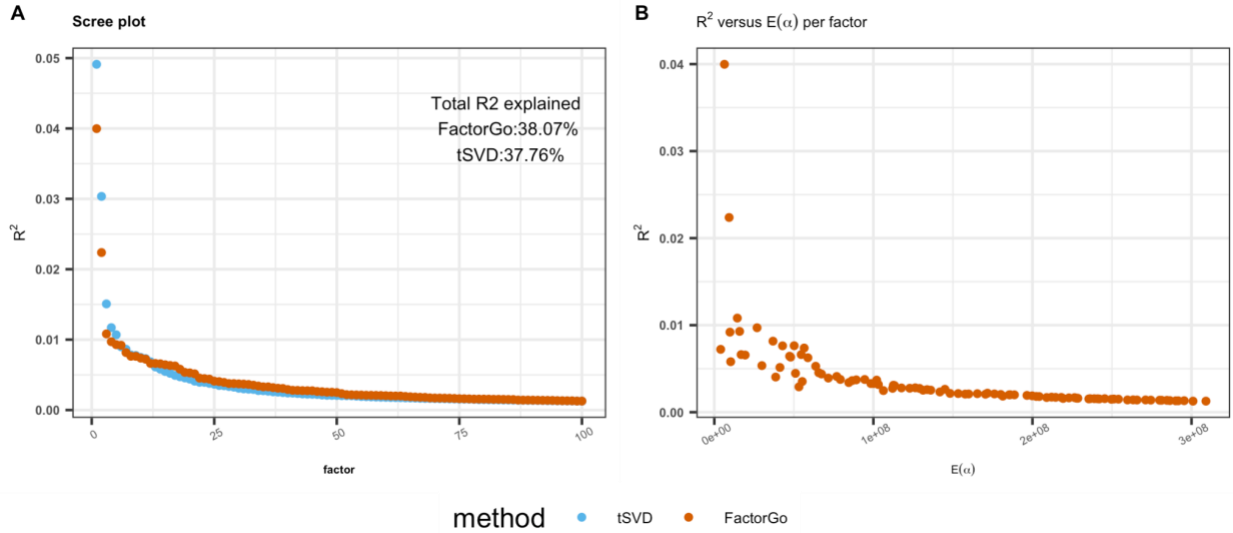 A
Scree plot
0.05
0.04
0.03
0.02
0.01
0.00
R²
Total R2 explained
FactorGo:38.07%
tSVD:37.76%
0
25
50
75
100
factor
B
R² versus E(α) per factor
0.04
0.03
0.02
0.01
0.00
R²
0e+00
1e+08
2e+08
3e+08
E(α)
method
tSVD
FactorGo